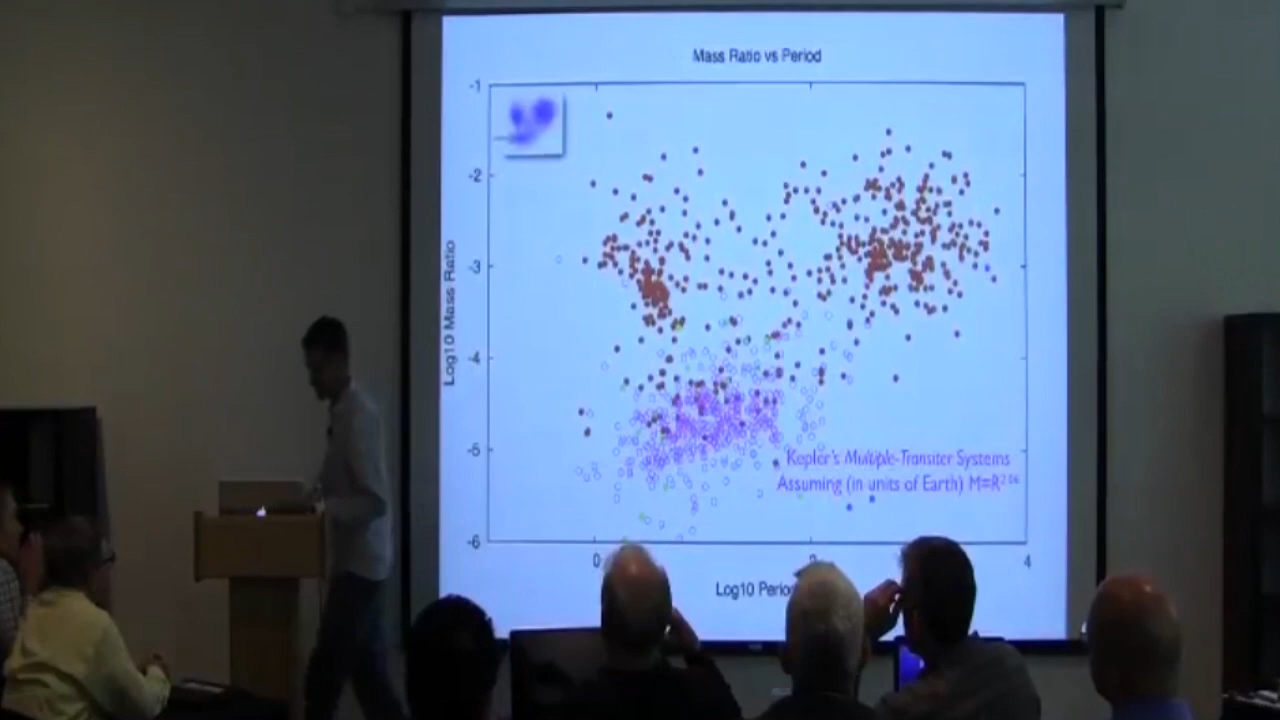 Mass Ratio vs Period
-1
-2
-3
-4
-5
-6
Log10 Mass Ratio
Kepler's Multiple-Transiter Systems
Assuming (in units of Earth) M=R^2.06
0
4
Log10